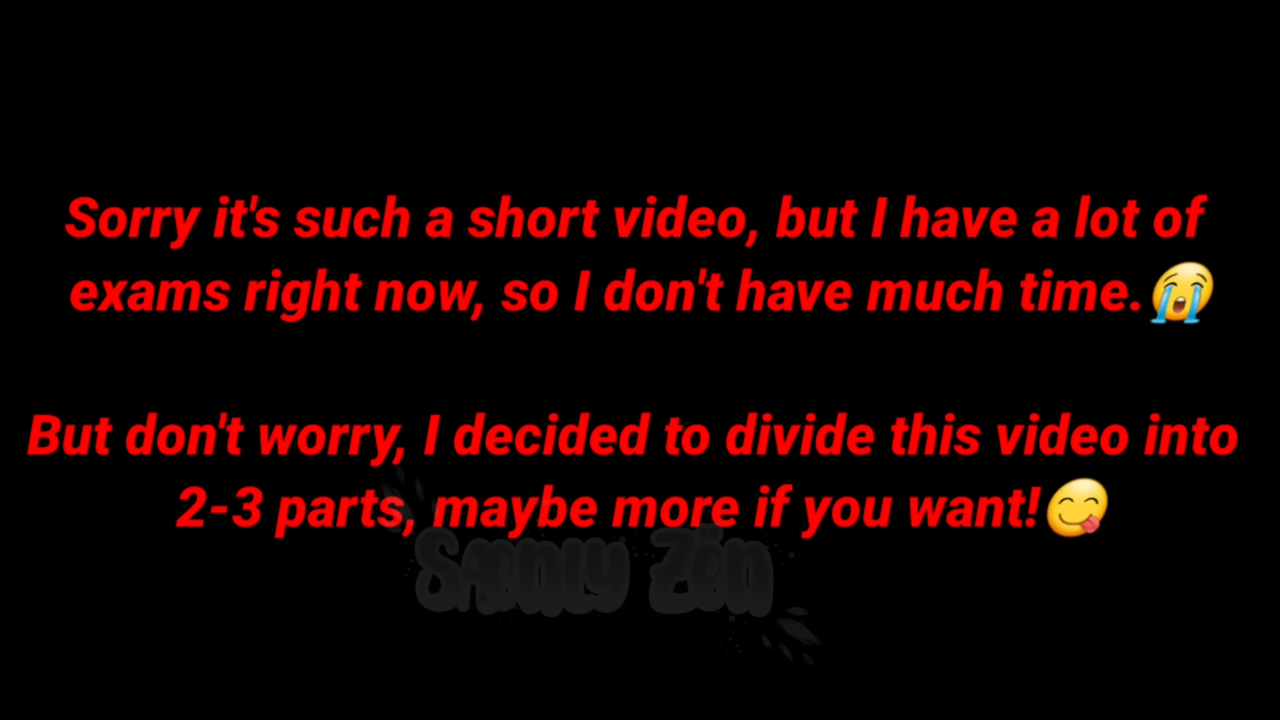 Sorry it's such a short video, but I have a lot of
exams right now, so I don't have much time.😭
But don't worry, I decided to divide this video into
2-3 parts, maybe more if you want!😋